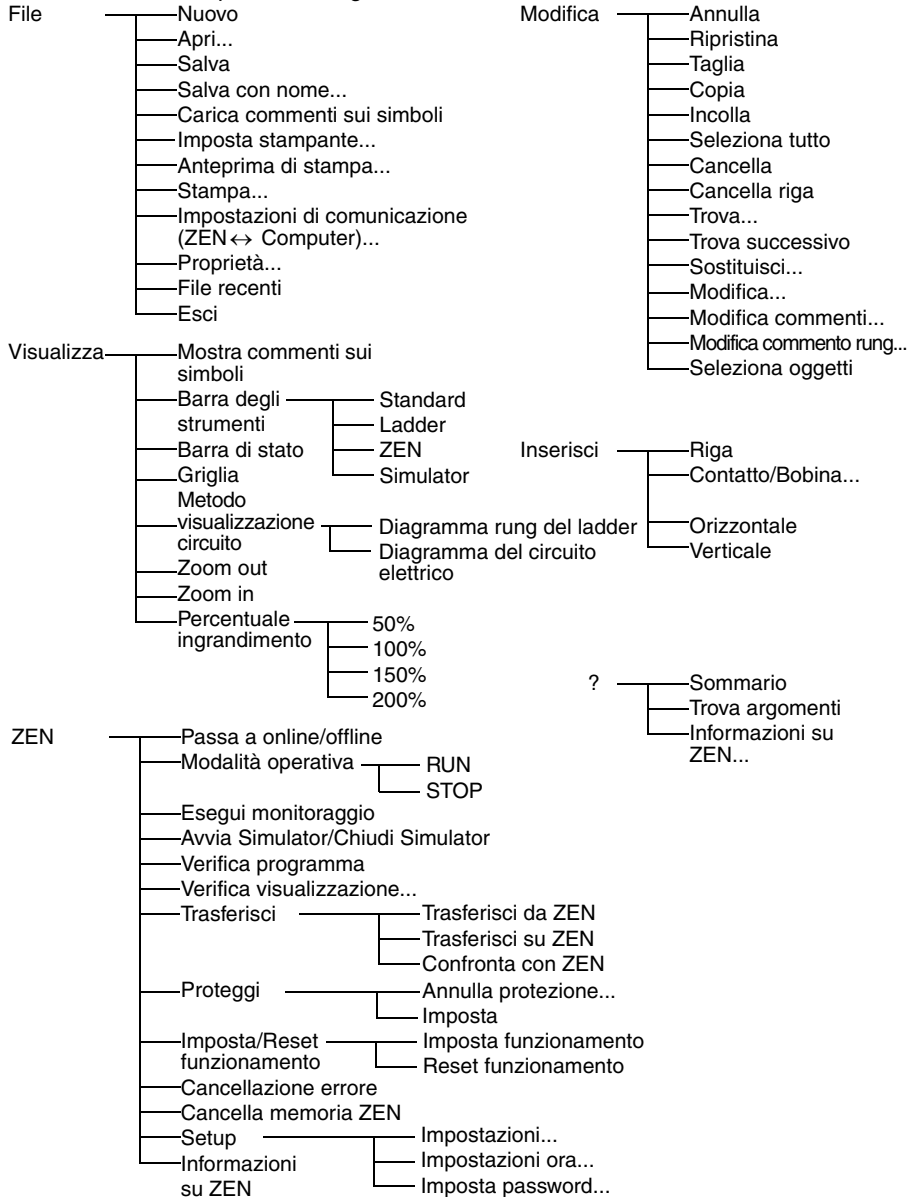 File
Nuovo
Apri...
Salva
Salva con nome...
Carica commenti sui simboli
Imposta stampante...
Anteprima di stampa...
Stampa...
Impostazioni di comunicazione
(ZEN↔ Computer)...
Proprietà...
File recenti
Esci
Modifica
Annulla
Ripristina
Taglia
Copia
Incolla
Seleziona tutto
Cancella
Cancella riga
Trova...
Trova successivo
Sostituisci...
Modifica...
Modifica commenti...
Modifica commento rung...
Seleziona oggetti
Visualizza
Mostra commenti sui
simboli
Barra degli
strumenti
Standard
Ladder
ZEN
Simulator
Barra di stato
Griglia
Metodo
visualizzazione
circuito
Diagramma rung del ladder
Diagramma del circuito
elettrico
Zoom out
Zoom in
Percentuale
ingrandimento
50%
100%
150%
200%
Inserisci
Riga
Contatto/Bobina...
Orizzontale
Verticale
?
Sommario
Trova argomenti
Informazioni su
ZEN...
ZEN
Passa a online/offline
Modalità operativa
RUN
STOP
Esegui monitoraggio
Avvia Simulator/Chiudi Simulator
Verifica programma
Verifica visualizzazione...
Trasferisci
Trasferisci da ZEN
Trasferisci su ZEN
Confronta con ZEN
Proteggi
Annulla protezione...
Imposta
Imposta/Reset
funzionamento
Imposta funzionamento
Reset funzionamento
Cancellazione errore
Cancella memoria ZEN
Setup
Impostazioni...
Impostazioni ora...
Imposta password...
Informazioni
su ZEN